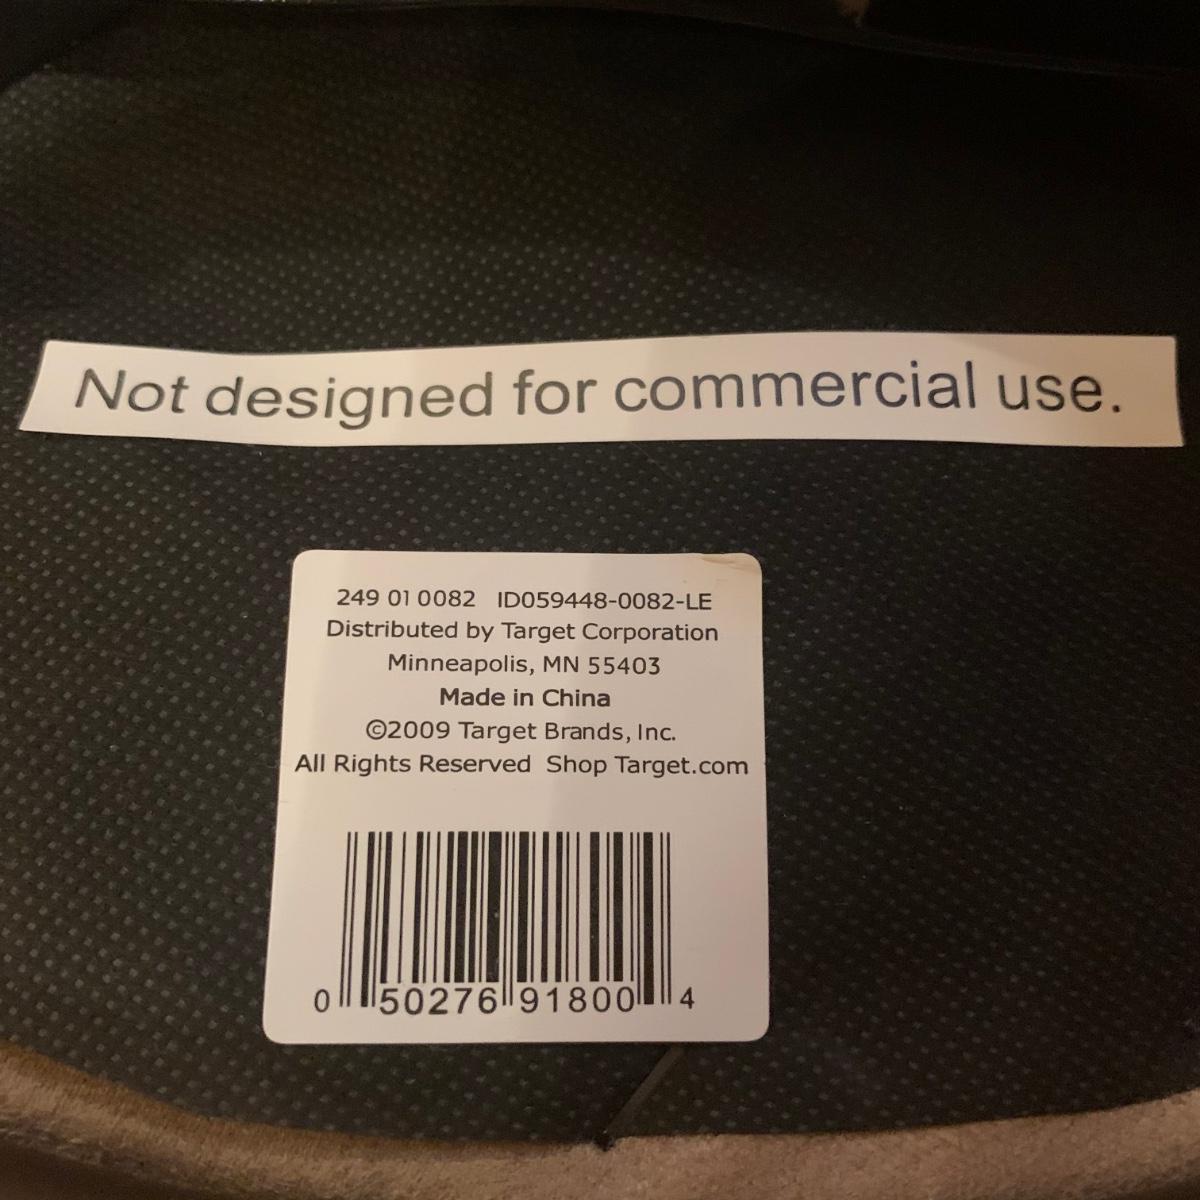 Not designed for commercial use.
249 01 0082 ID059448-0082-LE
Distributed by Target Corporation
Minneapolis, MN 55403
Made in China
©2009 Target Brands, Inc.
All Rights Reserved Shop Target.com
0 50276 91800 4